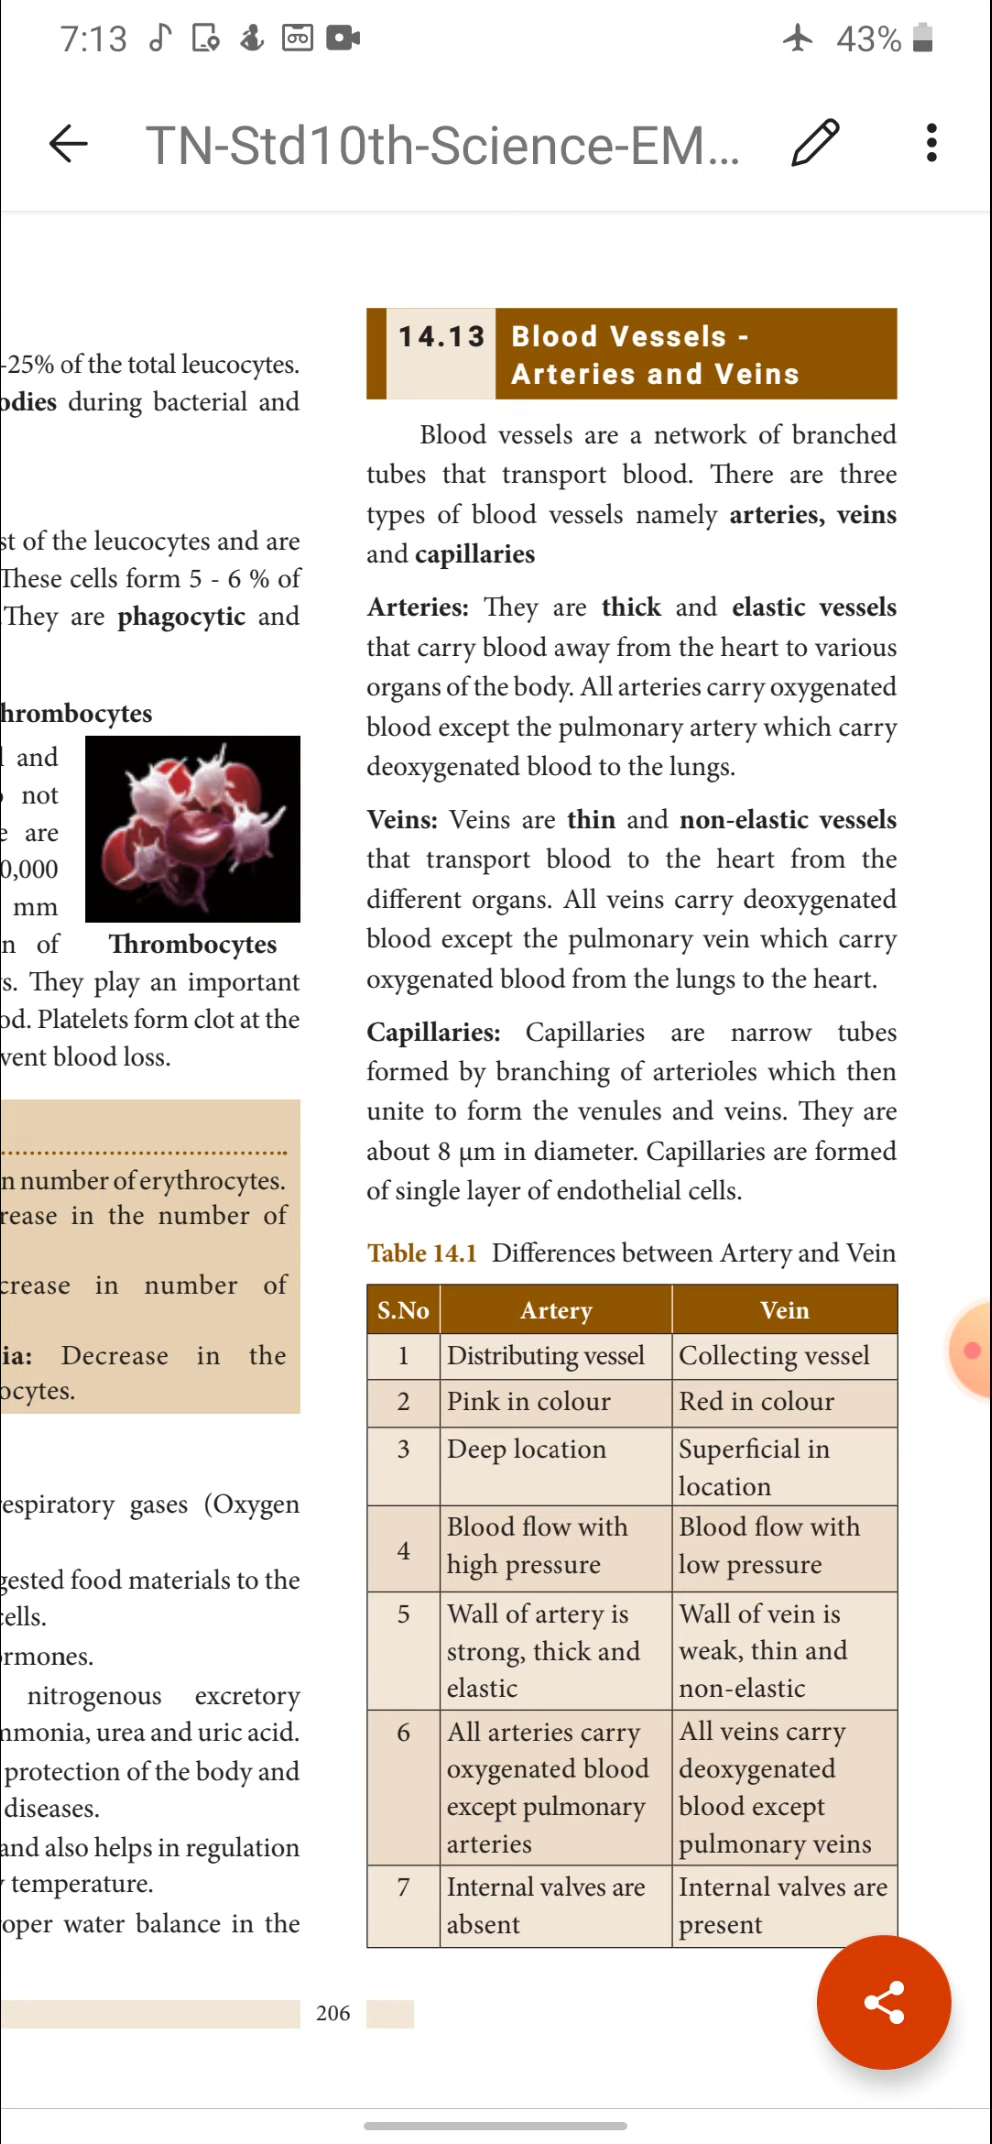 7:13
43%
TN-Std10th-Science-EM...
-25% of the total leucocytes.
odies during bacterial and
st of the leucocytes and are
These cells form 5 - 6 % of
.They are phagocytic and
hrombocytes
and
not
e are
0,000
mm
n of
Thrombocytes
s. They play an important
od. Platelets form clot at the
vent blood loss.
n number of erythrocytes.
rease in the number of
crease in number of
ia: Decrease in the
ocytes.
espiratory gases (Oxygen
gested food materials to the
cells.
ormones.
nitrogenous excretory
mmonia, urea and uric acid.
protection of the body and
diseases.
and also helps in regulation
temperature.
oper water balance in the
206
14.13 Blood Vessels -
Arteries and Veins
Blood vessels are a network of branched
tubes that transport blood. There are three
types of blood vessels namely arteries, veins
and capillaries
Arteries: They are thick and elastic vessels
that carry blood away from the heart to various
organs of the body. All arteries carry oxygenated
blood except the pulmonary artery which carry
deoxygenated blood to the lungs.
Veins: Veins are thin and non-elastic vessels
that transport blood to the heart from the
different organs. All veins carry deoxygenated
blood except the pulmonary vein which carry
oxygenated blood from the lungs to the heart.
Capillaries: Capillaries are narrow tubes
formed by branching of arterioles which then
unite to form the venules and veins. They are
about 8 µm in diameter. Capillaries are formed
of single layer of endothelial cells.
Table 14.1 Differences between Artery and Vein
S.No Artery Vein
1 Distributing vessel Collecting vessel
2 Pink in colour Red in colour
3 Deep location Superficial in
location
4 Blood flow with Blood flow with
high pressure low pressure
5 Wall of artery is Wall of vein is
strong, thick and weak, thin and
elastic non-elastic
6 All arteries carry All veins carry
oxygenated blood deoxygenated
except pulmonary blood except
arteries pulmonary veins
7 Internal valves are Internal valves are
absent present